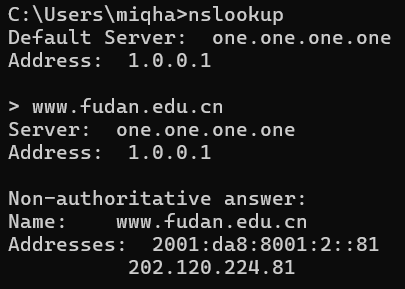 C:\Users\miqha>nslookup
Default Server:  one.one.one.one
Address:  1.0.0.1

> www.fudan.edu.cn
Server:  one.one.one.one
Address:  1.0.0.1

Non-authoritative answer:
Name:    www.fudan.edu.cn
Addresses:  2001:da8:8001:2::81
          202.120.224.81